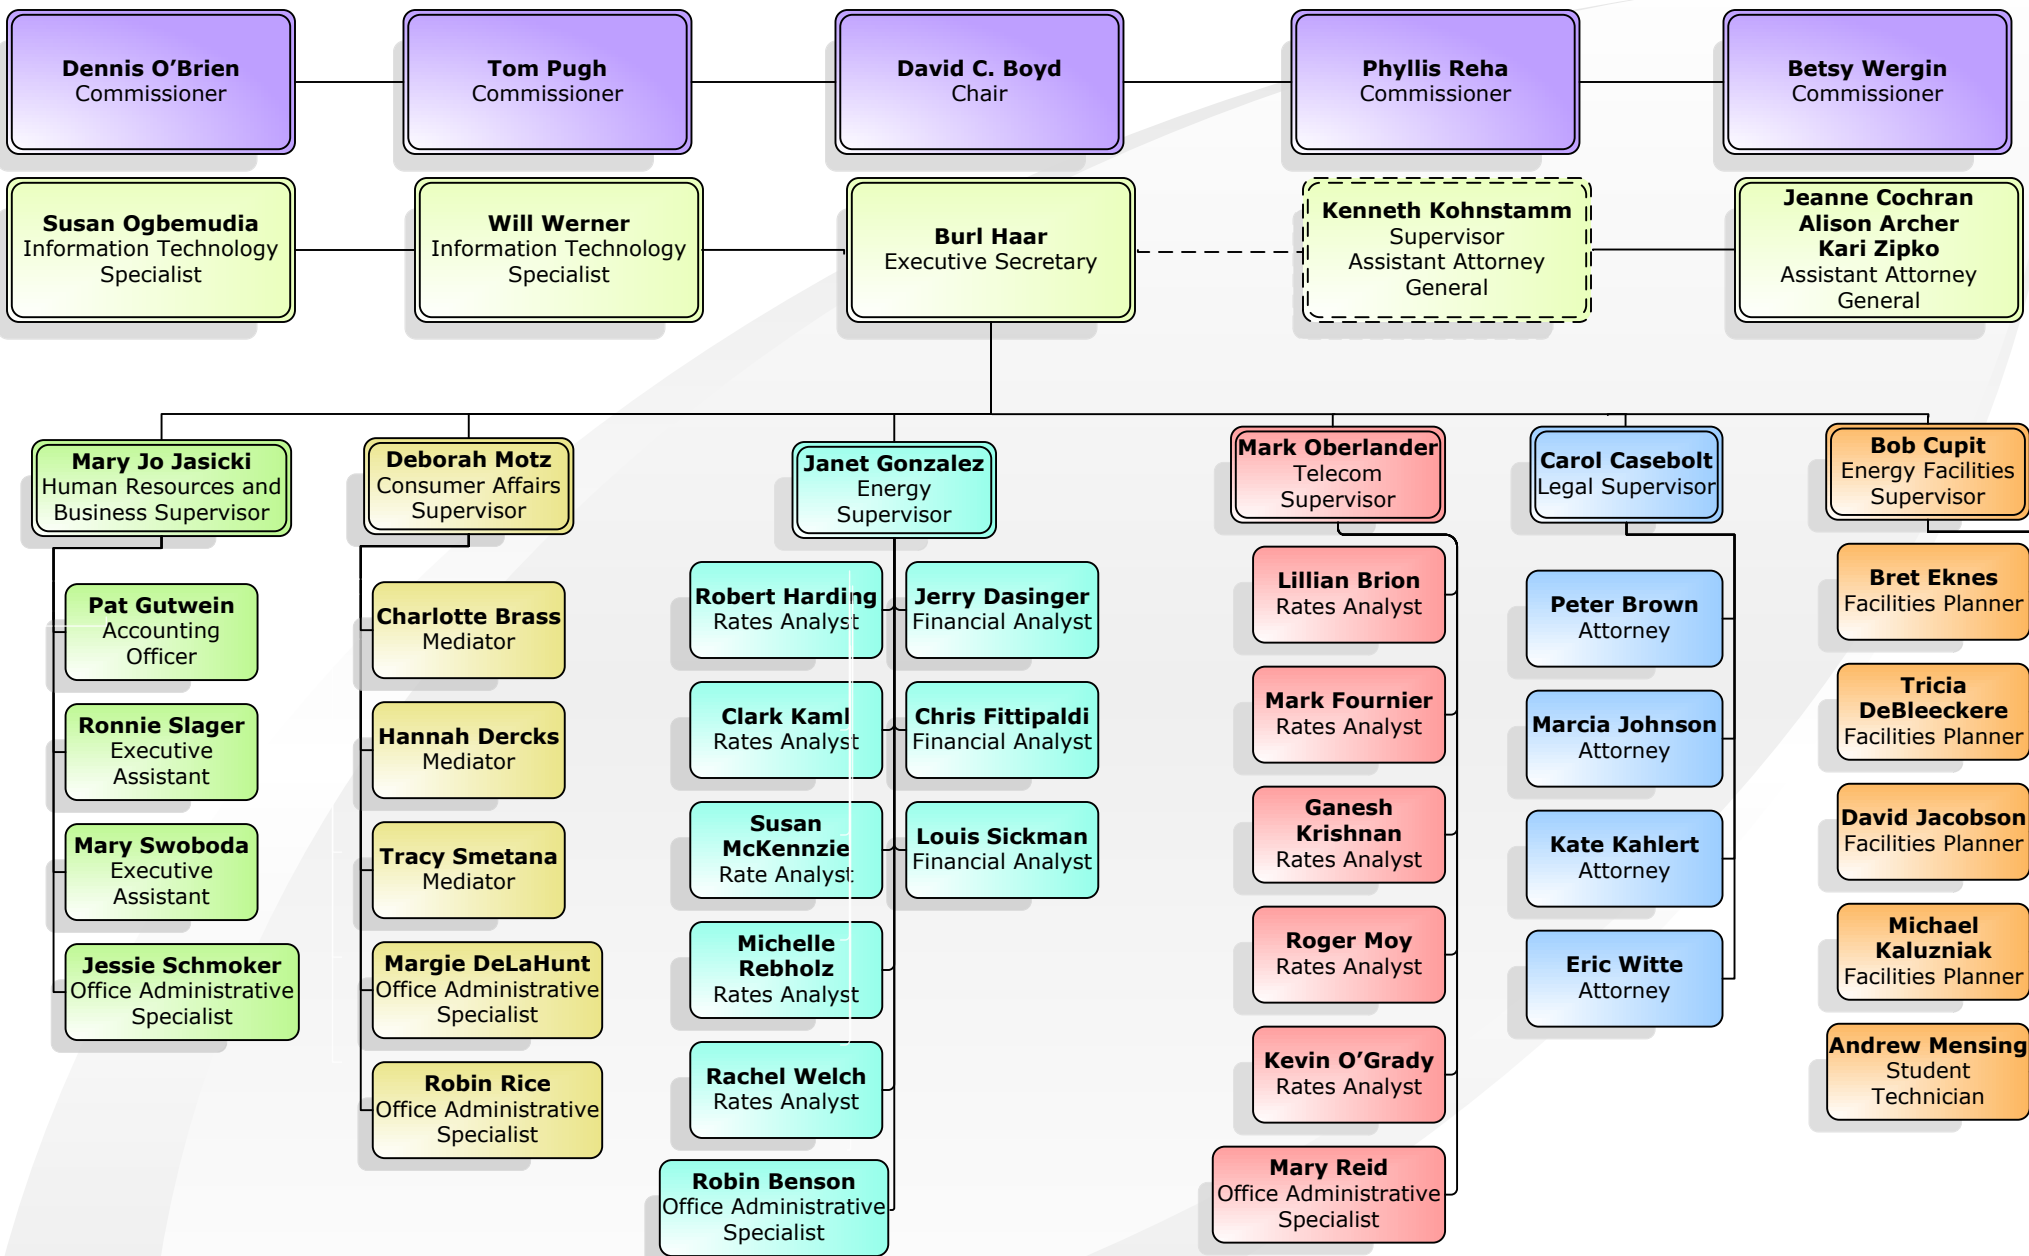 Dennis O’Brien
Commissioner
Tom Pugh
Commissioner
David C. Boyd
Chair
Phyllis Reha
Commissioner
Betsy Wergin
Commissioner
Susan Ogbemudia
Information Technology
Specialist
Will Werner
Information Technology
Specialist
Burl Haar
Executive Secretary
Kenneth Kohnstamm
Supervisor
Assistant Attorney
General
Jeanne Cochran
Alison Archer
Kari Zipko
Assistant Attorney
General
Mary Jo Jasicki
Human Resources and
Business Supervisor
Pat Gutwein
Accounting
Officer
Ronnie Slager
Executive
Assistant
Mary Swoboda
Executive
Assistant
Jessie Schmoker
Office Administrative
Specialist
Deborah Motz
Consumer Affairs
Supervisor
Charlotte Brass
Mediator
Hannah Dercks
Mediator
Tracy Smetana
Mediator
Margie DeLaHunt
Office Administrative
Specialist
Robin Rice
Office Administrative
Specialist
Janet Gonzalez
Energy
Supervisor
Robert Harding
Rates Analyst
Jerry Dasinger
Financial Analyst
Clark Kaml
Rates Analyst
Chris Fittipaldi
Financial Analyst
Susan
McKennzie
Rate Analyst
Louis Sickman
Financial Analyst
Michelle
Rebholz
Rates Analyst
Rachel Welch
Rates Analyst
Robin Benson
Office Administrative
Specialist
Mark Oberlander
Telecom
Supervisor
Lillian Brion
Rates Analyst
Mark Fournier
Rates Analyst
Ganesh
Krishnan
Rates Analyst
Roger Moy
Rates Analyst
Kevin O’Grady
Rates Analyst
Mary Reid
Office Administrative
Specialist
Carol Casebolt
Legal Supervisor
Peter Brown
Attorney
Marcia Johnson
Attorney
Kate Kahlert
Attorney
Eric Witte
Attorney
Bob Cupit
Energy Facilities
Supervisor
Bret Eknes
Facilities Planner
Tricia
DeBleeckere
Facilities Planner
David Jacobson
Facilities Planner
Michael
Kaluzniak
Facilities Planner
Andrew Mensing
Student
Technician